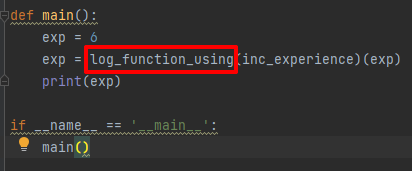 def main():
    exp = 6
    exp = log_function_using(inc_experience)(exp)
    print(exp)
if __name__ == '__main__':
    main()